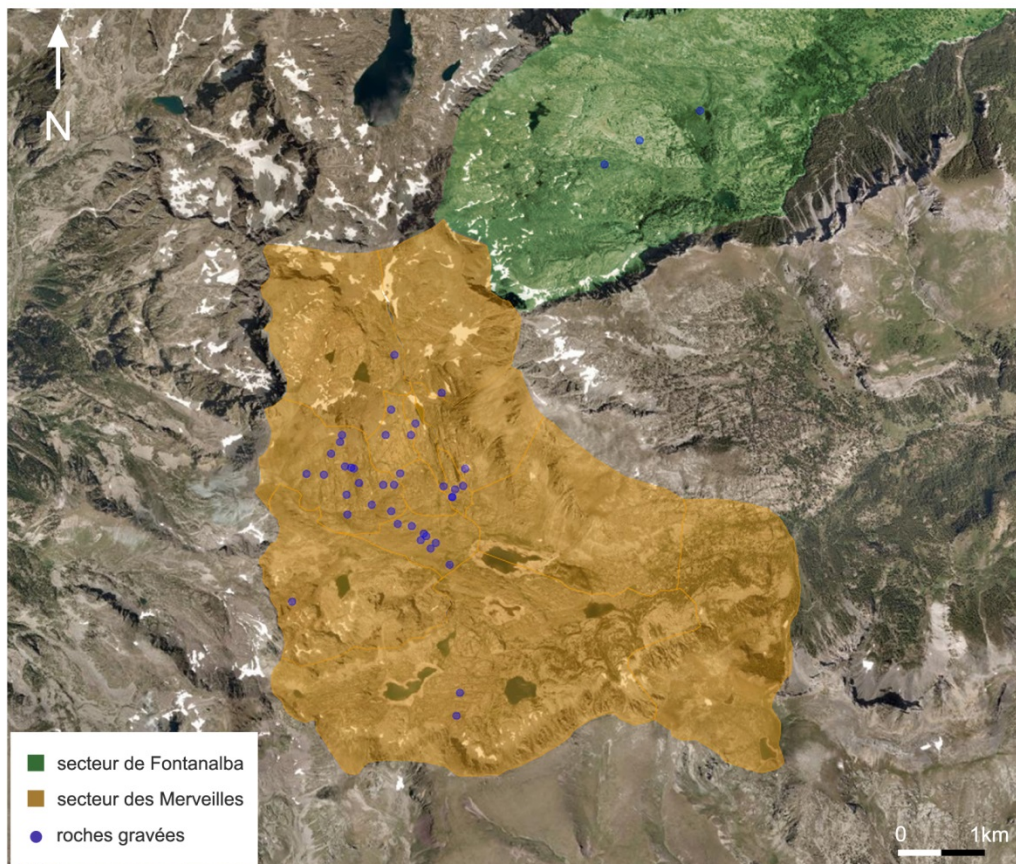 N
secteur de Fontanalba
secteur des Merveilles
roches gravées
0 1km